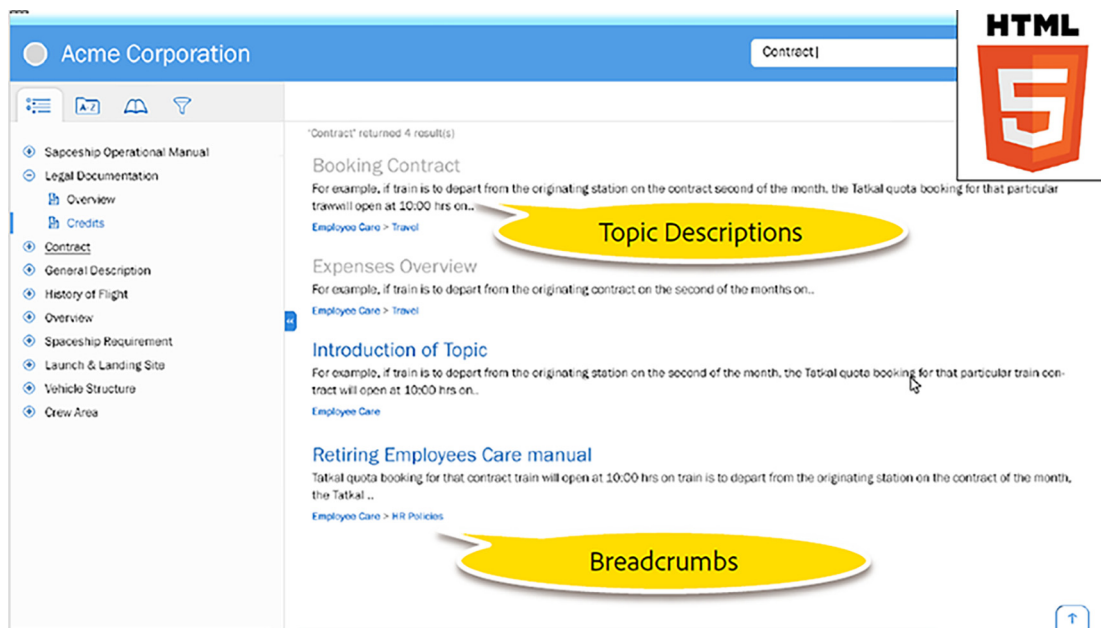 HTML
5
Acme Corporation
Contract
A-Z
"Contract" returned 4 result(s)
Sapceship Operational Manual
Legal Documentation
Overview
Credits
Contract
General Description
History of Flight
Overview
Spaceship Requirement
Launch & Landing Site
Vehicle Structure
Crew Area
Booking Contract
For example, if train is to depart from the originating station on the contract second of the month, the Tatkal quota booking for that particular
trawwill open at 10:00 hrs on..
Employee Care > Travel
Topic Descriptions
Expenses Overview
For example, if train is to depart from the originating contract on the second of the months on..
Employee Care > Travel
Introduction of Topic
For example, if train is to depart from the originating station on the second of the month, the Tatkal quota booking for that particular train con-
tract will open at 10:00 hrs on..
Employee Care
Retiring Employees Care manual
Tatkal quota booking for that contract train will open at 10:00 hrs on train is to depart from the originating station on the contract of the month,
the Tatkal ..
Employee Care > HR Policies
Breadcrumbs